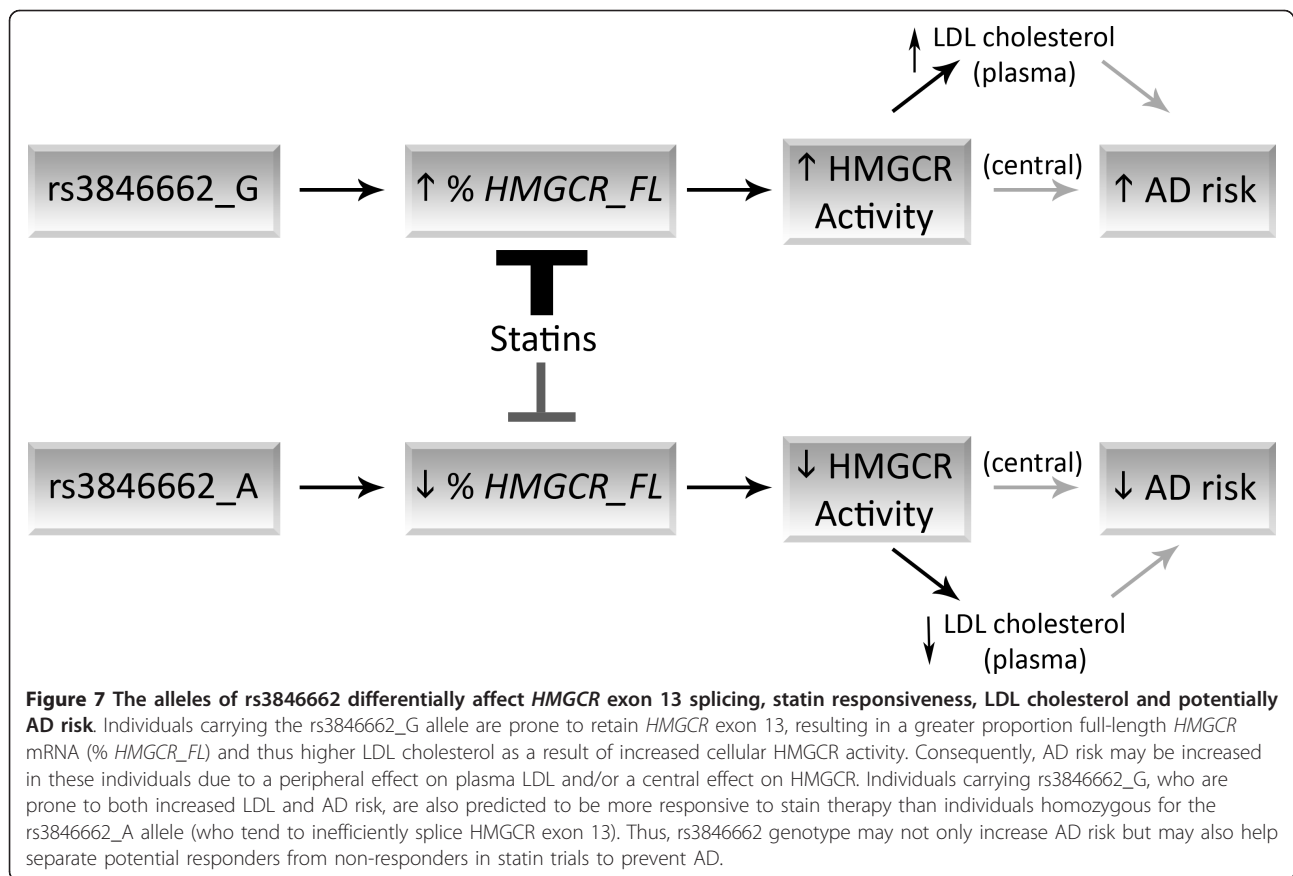 ↑ LDL cholesterol
(plasma)
rs3846662_G
↑ % HMGCR_FL
↑ HMGCR
Activity
(central)
↑ AD risk
Statins
rs3846662_A
↓ % HMGCR_FL
↓ HMGCR
Activity
(central)
↓ AD risk
↓ LDL cholesterol
(plasma)
Figure 7 The alleles of rs3846662 differentially affect HMGCR exon 13 splicing, statin responsiveness, LDL cholesterol and potentially
AD risk. Individuals carrying the rs3846662_G allele are prone to retain HMGCR exon 13, resulting in a greater proportion full-length HMGCR
mRNA (% HMGCR_FL) and thus higher LDL cholesterol as a result of increased cellular HMGCR activity. Consequently, AD risk may be increased
in these individuals due to a peripheral effect on plasma LDL and/or a central effect on HMGCR. Individuals carrying rs3846662_G, who are
prone to both increased LDL and AD risk, are also predicted to be more responsive to stain therapy than individuals homozygous for the
rs3846662_A allele (who tend to inefficiently splice HMGCR exon 13). Thus, rs3846662 genotype may not only increase AD risk but may also help
separate potential responders from non-responders in statin trials to prevent AD.